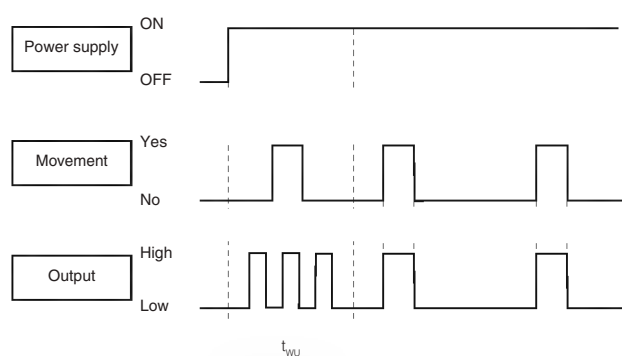 ON
Power supply
OFF
Yes
Movement
No
High
Output
Low
tWU